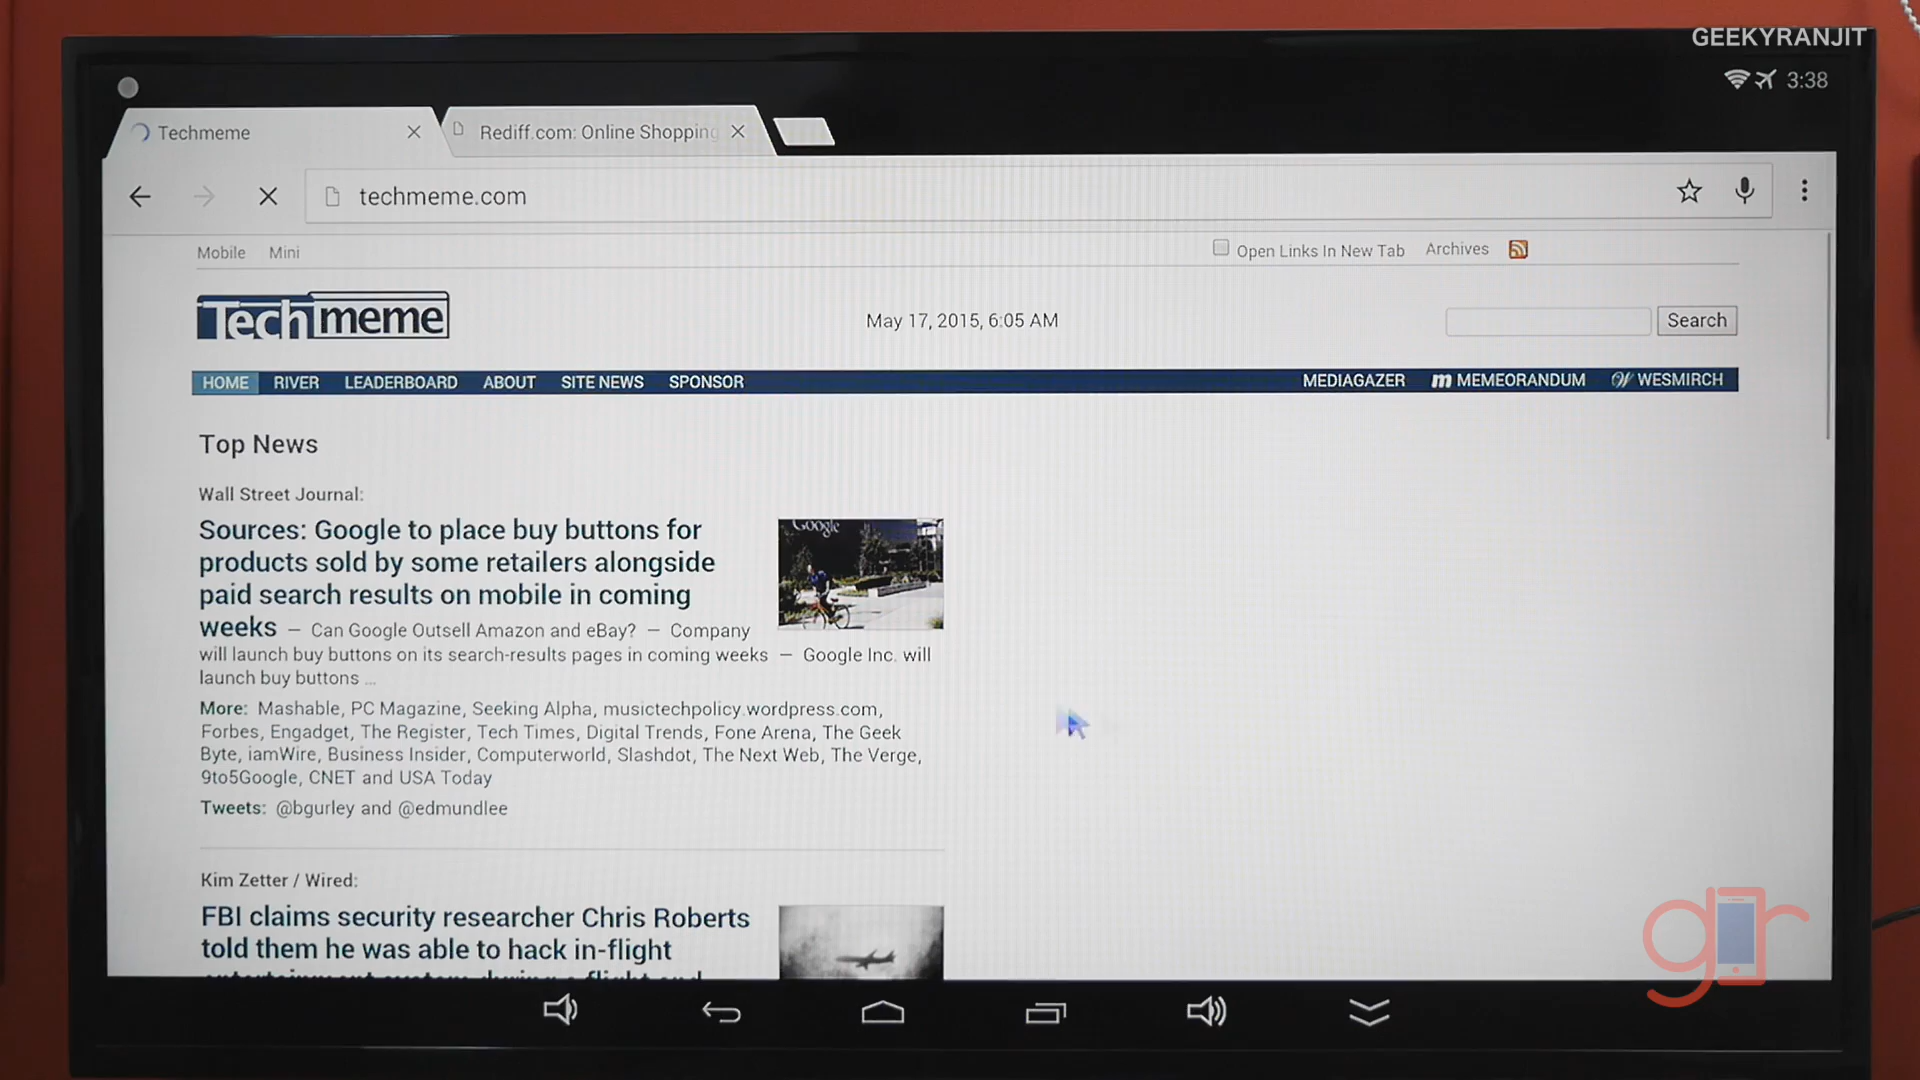 GEEKYRANJIT
3:38
Techmeme
Rediff.com: Online Shopping
techmeme.com
Mobile Mini
Open Links In New Tab Archives
Techmeme
May 17, 2015, 6:05 AM
Search
HOME RIVER LEADERBOARD ABOUT SITE NEWS SPONSOR
MEDIAGAZER m MEMEORANDUM W WESMIRCH
Top News
Wall Street Journal:
Sources: Google to place buy buttons for
products sold by some retailers alongside
paid search results on mobile in coming
weeks — Can Google Outsell Amazon and eBay? — Company
will launch buy buttons on its search-results pages in coming weeks — Google Inc. will
launch buy buttons ...
Google
More: Mashable, PC Magazine, Seeking Alpha, musictechpolicy.wordpress.com,
Forbes, Engadget, The Register, Tech Times, Digital Trends, Fone Arena, The Geek
Byte, iamWire, Business Insider, Computerworld, Slashdot, The Next Web, The Verge,
9to5Google, CNET and USA Today
Tweets: @bgurley and @edmundlee
Kim Zetter / Wired:
FBI claims security researcher Chris Roberts
told them he was able to hack in-flight
gr